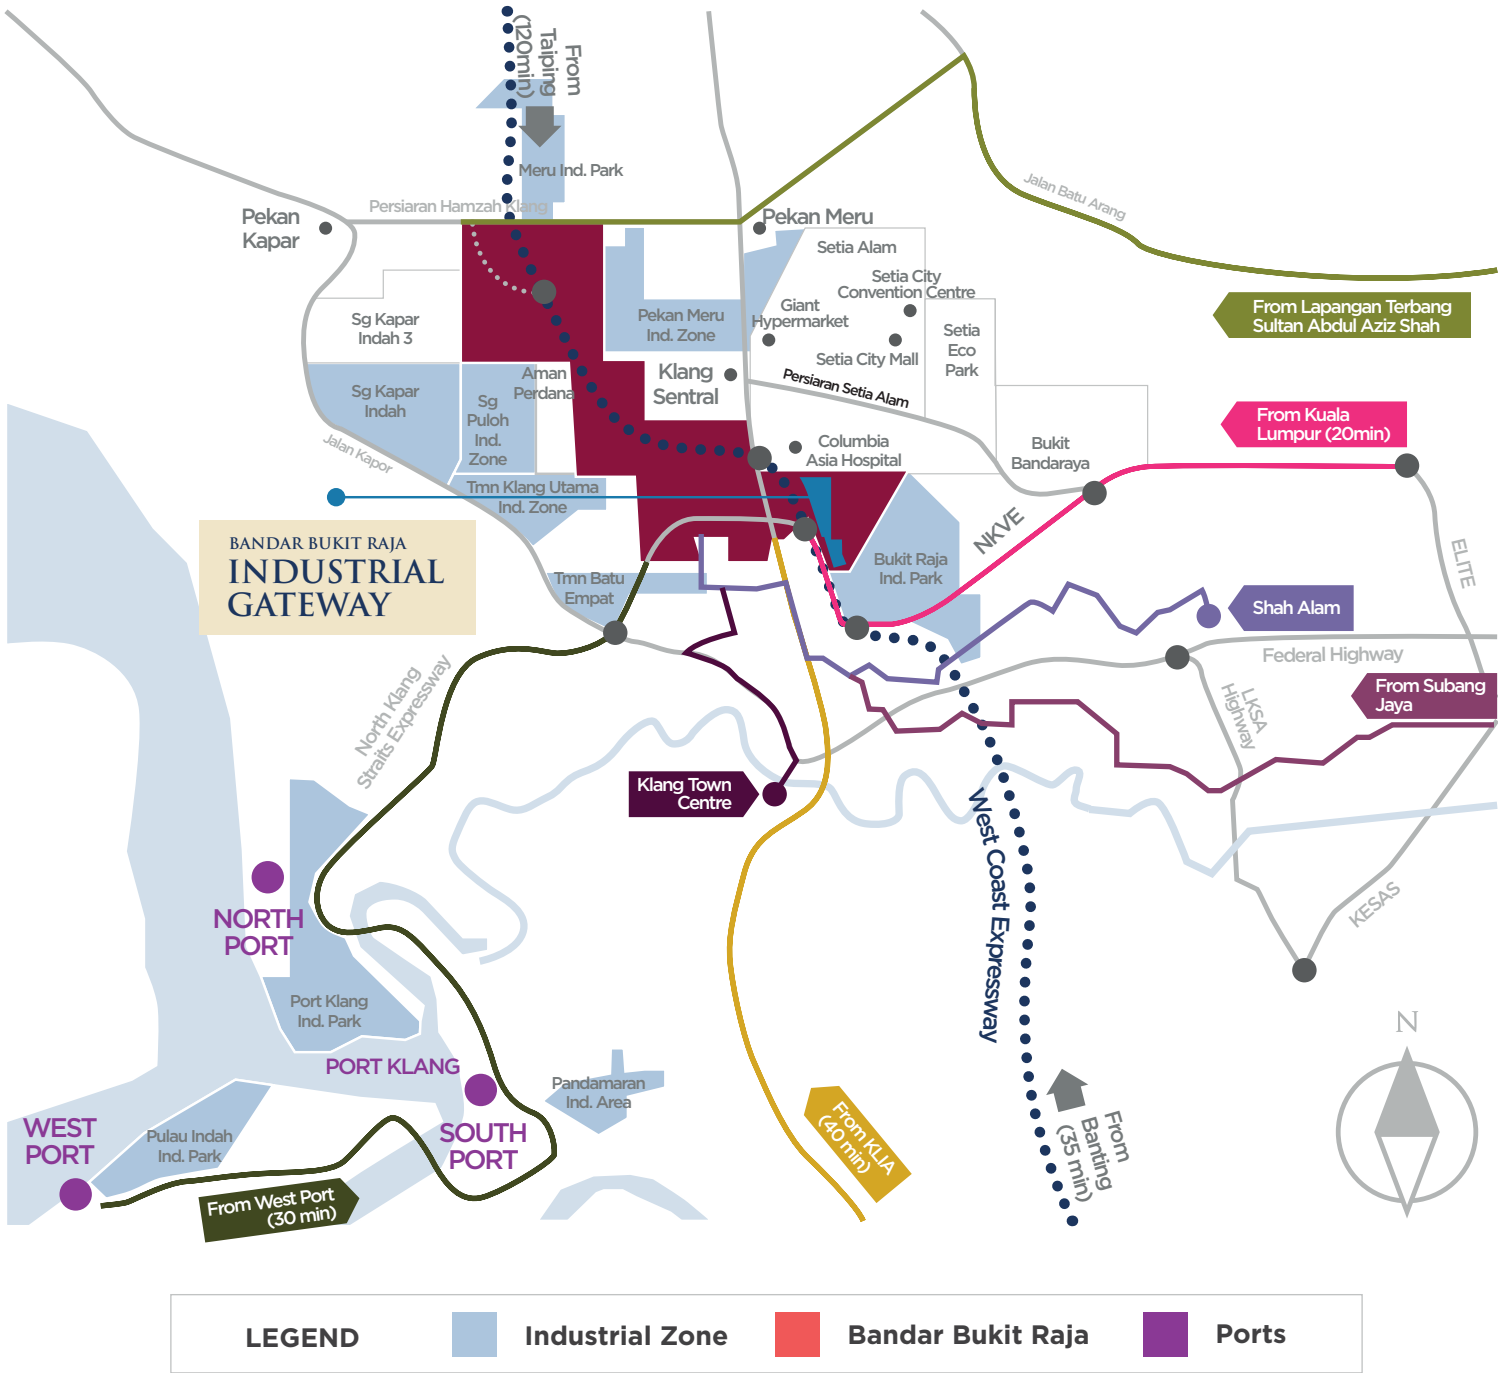 From
Taiping
(120min)
Meru Ind. Park
Persiaran Hamzah Klang
Pekan
Kapar
Pekan Meru
Jalan Batu Arang
Setia Alam
Setia City
Convention Centre
Giant
Hypermarket
Setia City Mall
Setia
Eco
Park
From Lapangan Terbang
Sultan Abdul Aziz Shah
Sg Kapar
Indah 3
Pekan Meru
Ind. Zone
Klang
Sentral
Persiaran Setia Alam
Aman
Perdana
Sg Kapar
Indah
Sg
Puloh
Ind.
Zone
Jalan Kapor
From Kuala
Lumpur (20min)
Columbia
Asia Hospital
Bukit
Bandaraya
Tmn Klang Utama
Ind. Zone
BANDAR BUKIT RAJA
INDUSTRIAL
GATEWAY
NKVE
ELITE
Bukit Raja
Ind. Park
Tmn Batu
Empat
Shah Alam
Federal Highway
North Klang
Straits Expressway
LKSA
Highway
From Subang
Jaya
Klang Town
Centre
West Coast Expressway
NORTH
PORT
KESAS
Port Klang
Ind. Park
N
PORT KLANG
Pandamaran
Ind. Area
From KLIA
(40 min)
From
Banting
(35 min)
WEST
PORT
Pulau Indah
Ind. Park
SOUTH
PORT
From West Port
(30 min)
LEGEND
Industrial Zone
Bandar Bukit Raja
Ports